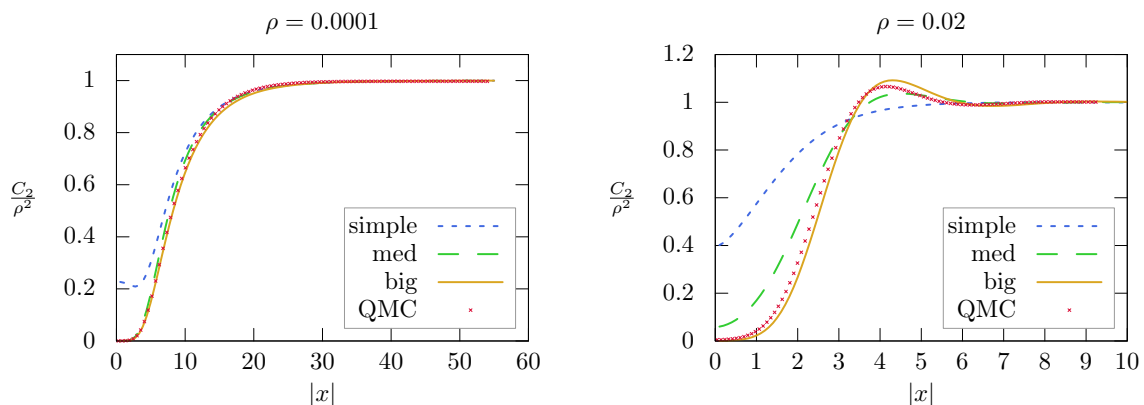 ρ = 0.0001
1
0.8
0.6
0.4
0.2
0
C₂/ρ²
simple
med
big
QMC
0 10 20 30 40 50 60
|x|
ρ = 0.02
1.2
1
0.8
0.6
0.4
0.2
0
C₂/ρ²
simple
med
big
QMC
0 1 2 3 4 5 6 7 8 9 10
|x|